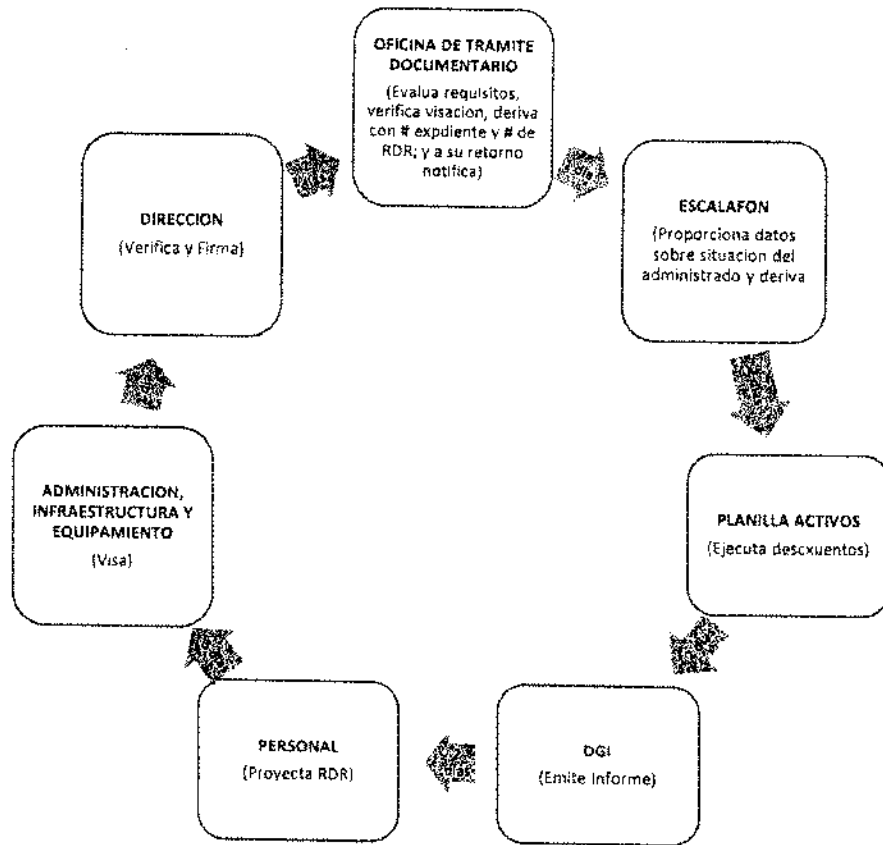 OFICINA DE TRAMITE
DOCUMENTARIO
(Evalua requisitos,
verifica visacion, deriva
con # expdiente y # de
RDR; y a su retorno
notifica)
dia
ESCALAFON
(Proporciona datos
sobre situacion del
administrado y deriva
PLANILLA ACTIVOS
(Ejecuta descxuentos)
DGI
(Emite Informe)
dias
PERSONAL
(Proyecta RDR)
ADMINISTRACION,
INFRAESTRUCTURA Y
EQUIPAMIENTO
(Visa)
DIRECCION
(Verifica y Firma)